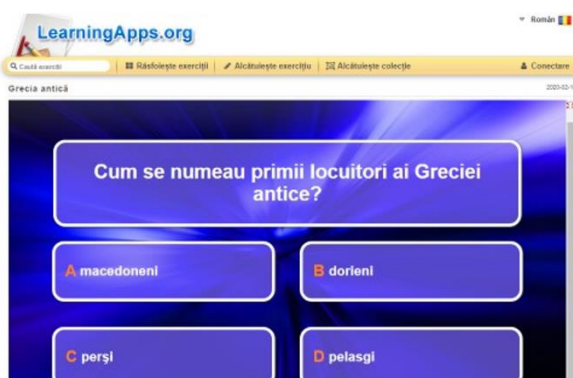 LearningApps.org
Român
Caută exerciții
Răsfoiește exerciții
Alcătuiește exercițiu
Alcătuiește colecție
Conectare
Grecia antică
Cum se numeau primii locuitori ai Greciei
antice?
A macedoneni
B dorieni
C perşi
D pelasgi